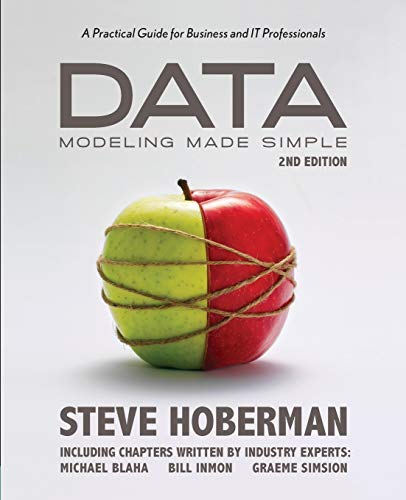 A Practical Guide for Business and IT Professionals
DATA
MODELING MADE SIMPLE
2ND EDITION
STEVE HOBERMAN
INCLUDING CHAPTERS WRITTEN BY INDUSTRY EXPERTS:
MICHAEL BLAHA BILL INMON GRAEME SIMSION